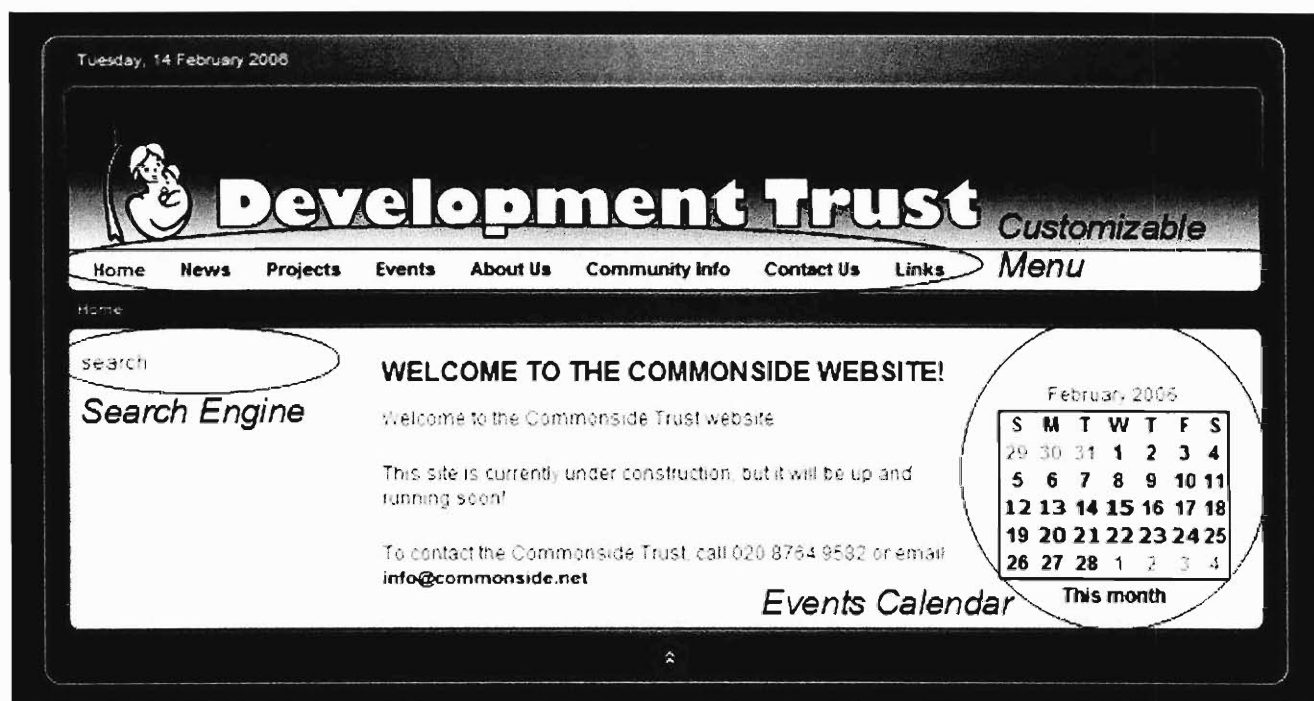 Tuesday, 14 February 2006
Development Trust
Customizable
Menu
Home News Projects Events About Us Community Info Contact Us Links
Home
search
Search Engine
WELCOME TO THE COMMONSIDE WEBSITE!
Welcome to the Commonside Trust website
This site is currently under construction, but it will be up and
running soon!
To contact the Commonside Trust, call 020 8764 9582 or email
info@commonside.net
Events Calendar
February 2006
S M T W T F S
29 30 31 1 2 3 4
5 6 7 8 9 10 11
12 13 14 15 16 17 18
19 20 21 22 23 24 25
26 27 28 1 2 3 4
This month